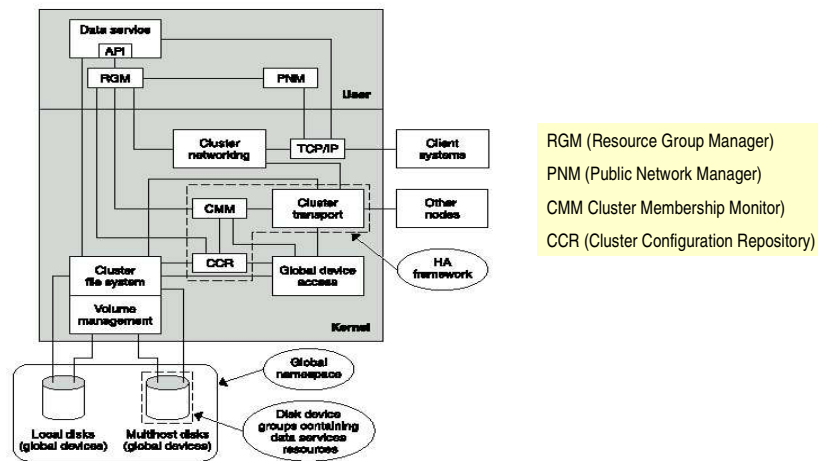 Data service
API
RGM
PNM
User
Cluster
networking
TCP/IP
Client
systems
CMM
Cluster
transport
Other
nodes
CCR
Cluster
file system
Global device
access
HA
framework
Volume
management
Kernel
Global
namespace
Local disks
(global devices)
Multihost disks
(global devices)
Disk device
groups containing
data services
resources
RGM (Resource Group Manager)
PNM (Public Network Manager)
CMM Cluster Membership Monitor)
CCR (Cluster Configuration Repository)